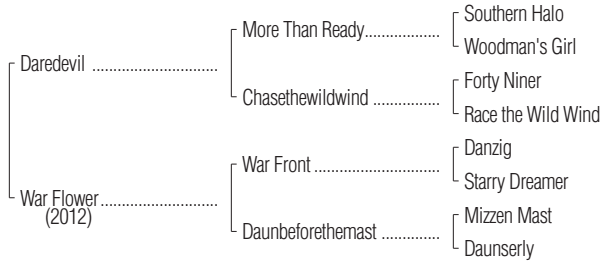 Southern Halo
More Than Ready..................
Woodman's Girl
Daredevil ..............................
Forty Niner
Chasethewildwind ................
Race the Wild Wind
Danzig
War Front ..............................
Starry Dreamer
War Flower............................
(2012)
Mizzen Mast
Daunbeforethemast ...............
Daunserly